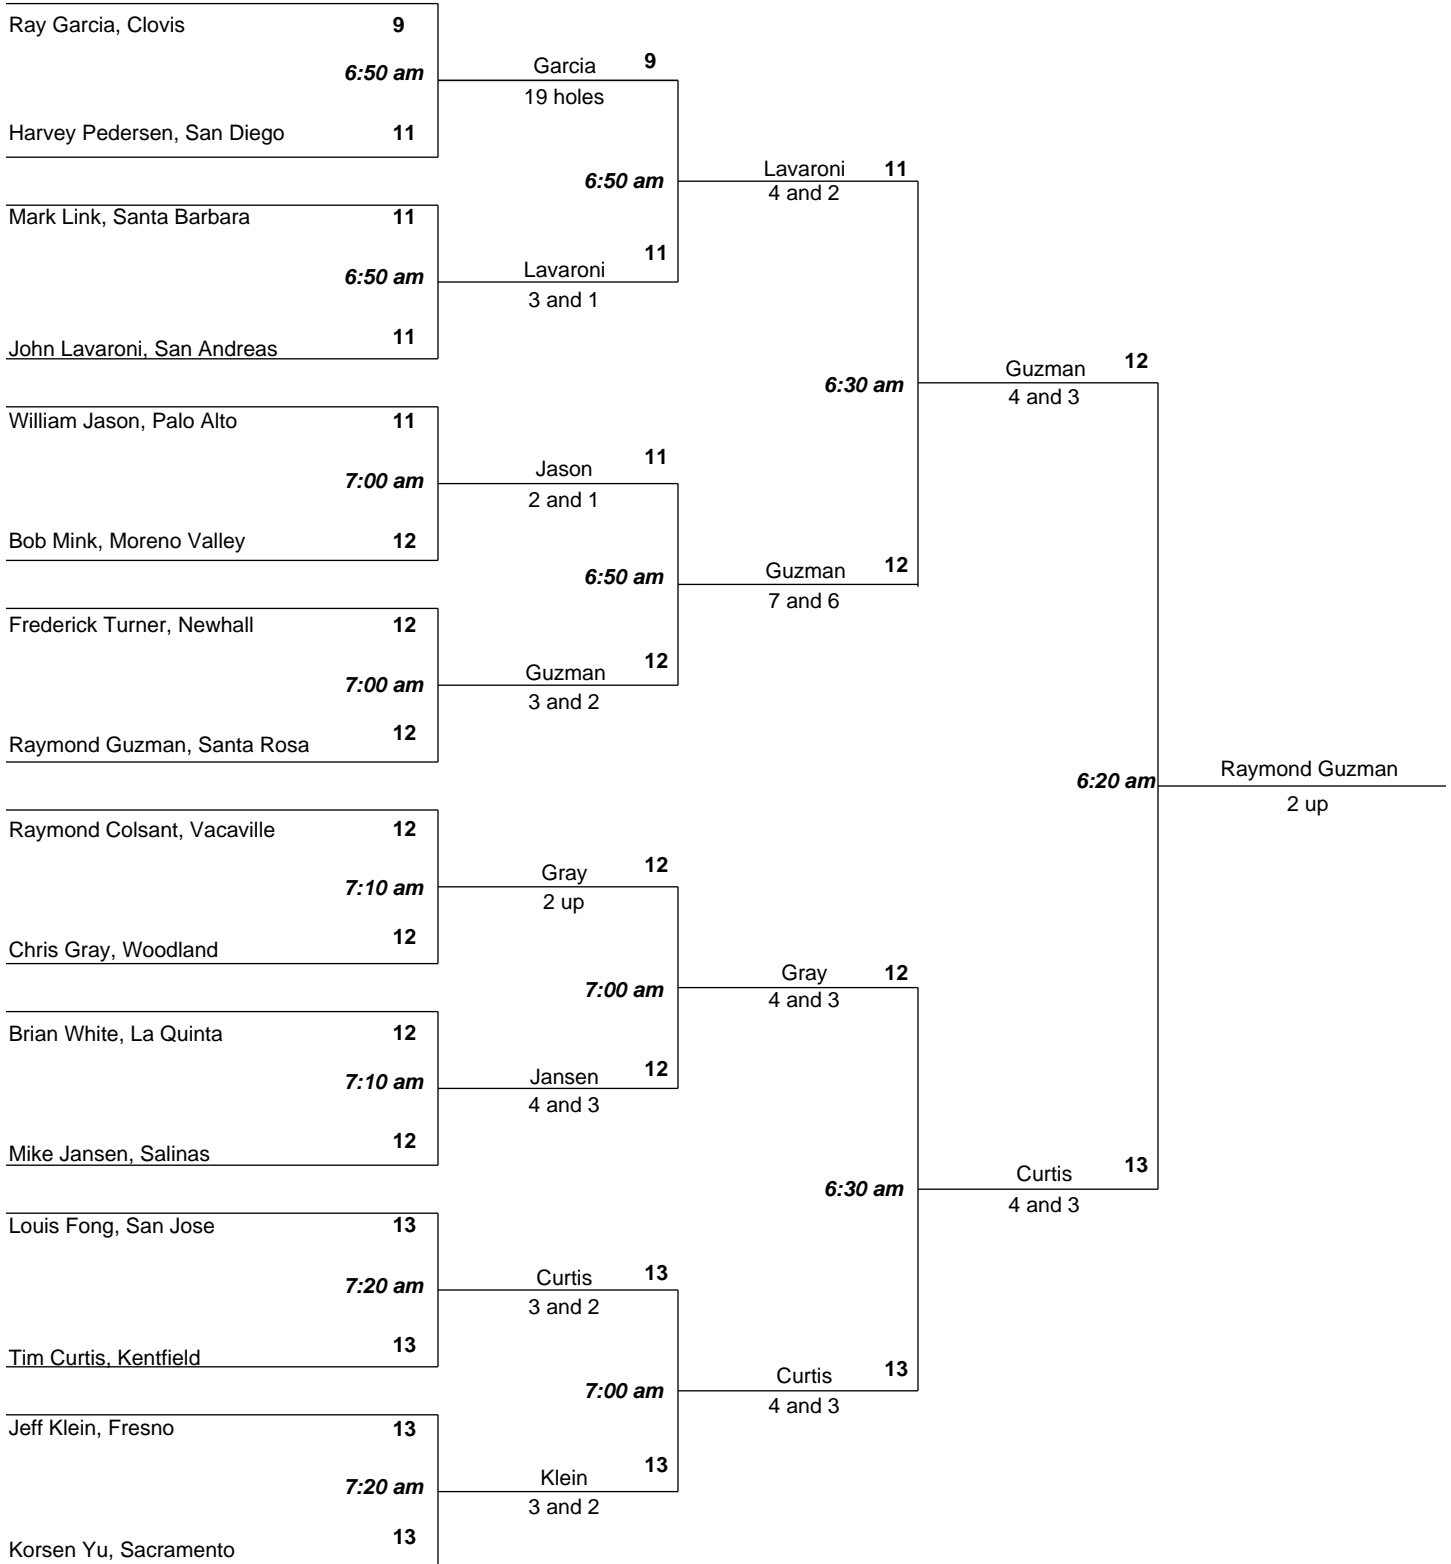 Ray Garcia, Clovis 9
6:50 am
Harvey Pedersen, San Diego 11
Mark Link, Santa Barbara 11
6:50 am
John Lavaroni, San Andreas 11
William Jason, Palo Alto 11
7:00 am
Bob Mink, Moreno Valley 12
Frederick Turner, Newhall 12
7:00 am
Raymond Guzman, Santa Rosa 12
Raymond Colsant, Vacaville 12
7:10 am
Chris Gray, Woodland 12
Brian White, La Quinta 12
7:10 am
Mike Jansen, Salinas 12
Louis Fong, San Jose 13
7:20 am
Tim Curtis, Kentfield 13
Jeff Klein, Fresno 13
7:20 am
Korsen Yu, Sacramento 13
Garcia 9
19 holes
6:50 am
Lavaroni 11
3 and 1
Jason 11
2 and 1
6:50 am
Guzman 12
3 and 2
Gray 12
2 up
7:00 am
Jansen 12
4 and 3
Curtis 13
3 and 2
7:00 am
Klein 13
3 and 2
Lavaroni 11
4 and 2
6:30 am
Guzman 12
7 and 6
Gray 12
4 and 3
6:30 am
Curtis 13
4 and 3
Guzman 12
4 and 3
6:20 am
Curtis 13
4 and 3
Raymond Guzman
2 up